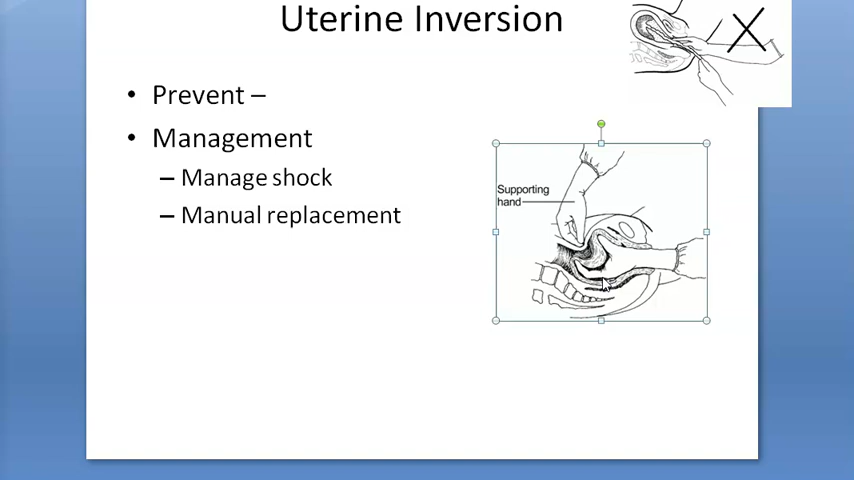 Uterine Inversion
• Prevent –
• Management
– Manage shock
– Manual replacement
Supporting
hand